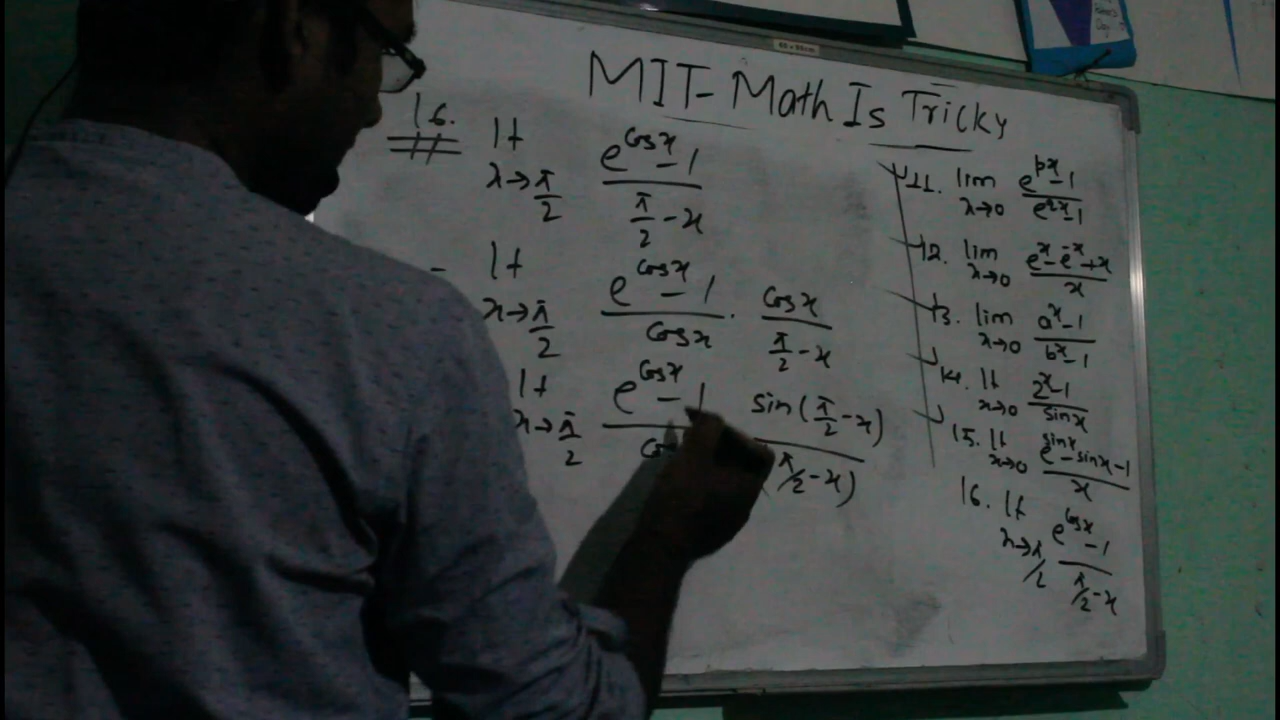 MIT- Math Is Tricky
16. lt x→π/2 (e^cosx - 1)/(π/2 - x)
- lt x→π/2 (e^cosx - 1)/cosx . cosx/(π/2 - x)
lt x→π/2 (e^cosx - 1)/ sin(π/2 - x)/(π/2 - x)
11. lim x→0 (e^px - 1)/(e^qx - 1)
12. lim x→0 (e^x - e^-x + x)/x
13. lim x→0 (a^x - 1)/(b^x - 1)
14. lt x→0 (2^x - 1)/sinx
15. lt x→0 (e^sinx - sinx - 1)/x
16. lt x→π/2 (e^cosx - 1)/(π/2 - x)